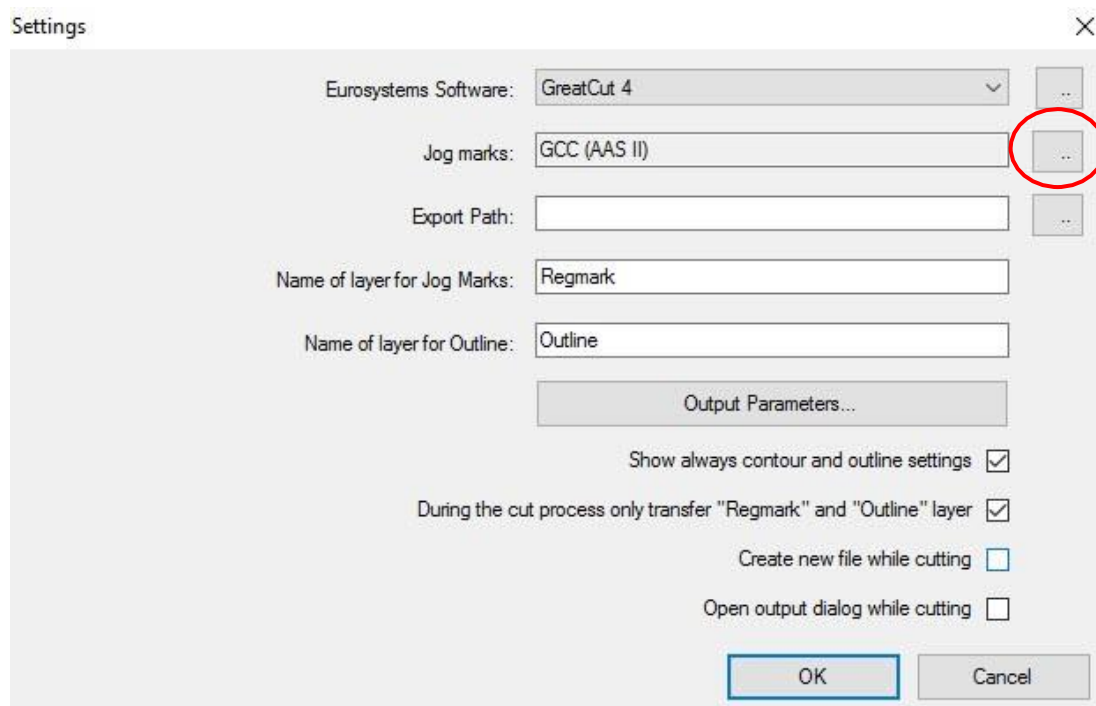 Settings
Eurosystems Software: GreatCut 4 ..
Jog marks: GCC (AAS II) ..
Export Path: ..
Name of layer for Jog Marks: Regmark
Name of layer for Outline: Outline
Output Parameters...
Show always contour and outline settings
During the cut process only transfer "Regmark" and "Outline" layer
Create new file while cutting
Open output dialog while cutting
OK Cancel